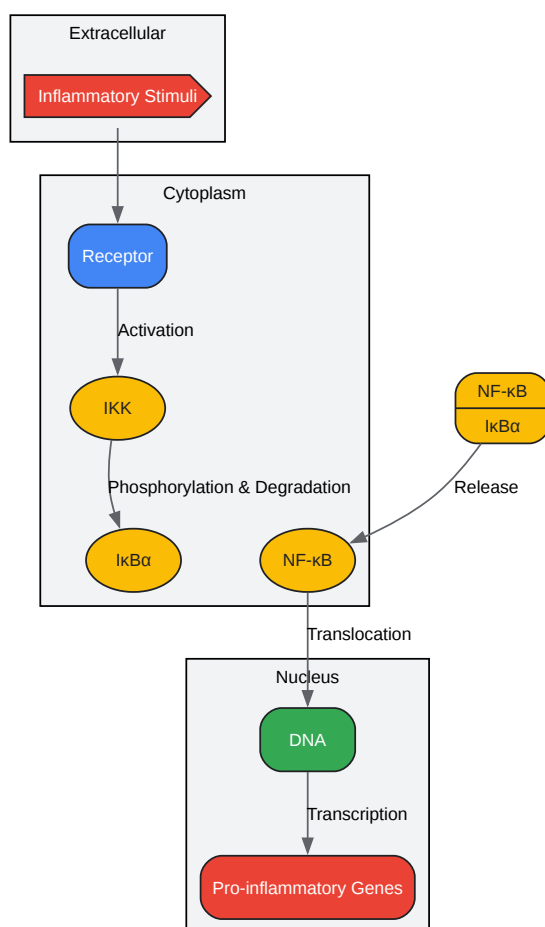 Extracellular
Inflammatory Stimuli
Cytoplasm
Receptor
Activation
IKK
NF-κB
IκBα
Phosphorylation & Degradation
Release
IκBα
NF-κB
Translocation
Nucleus
DNA
Transcription
Pro-inflammatory Genes